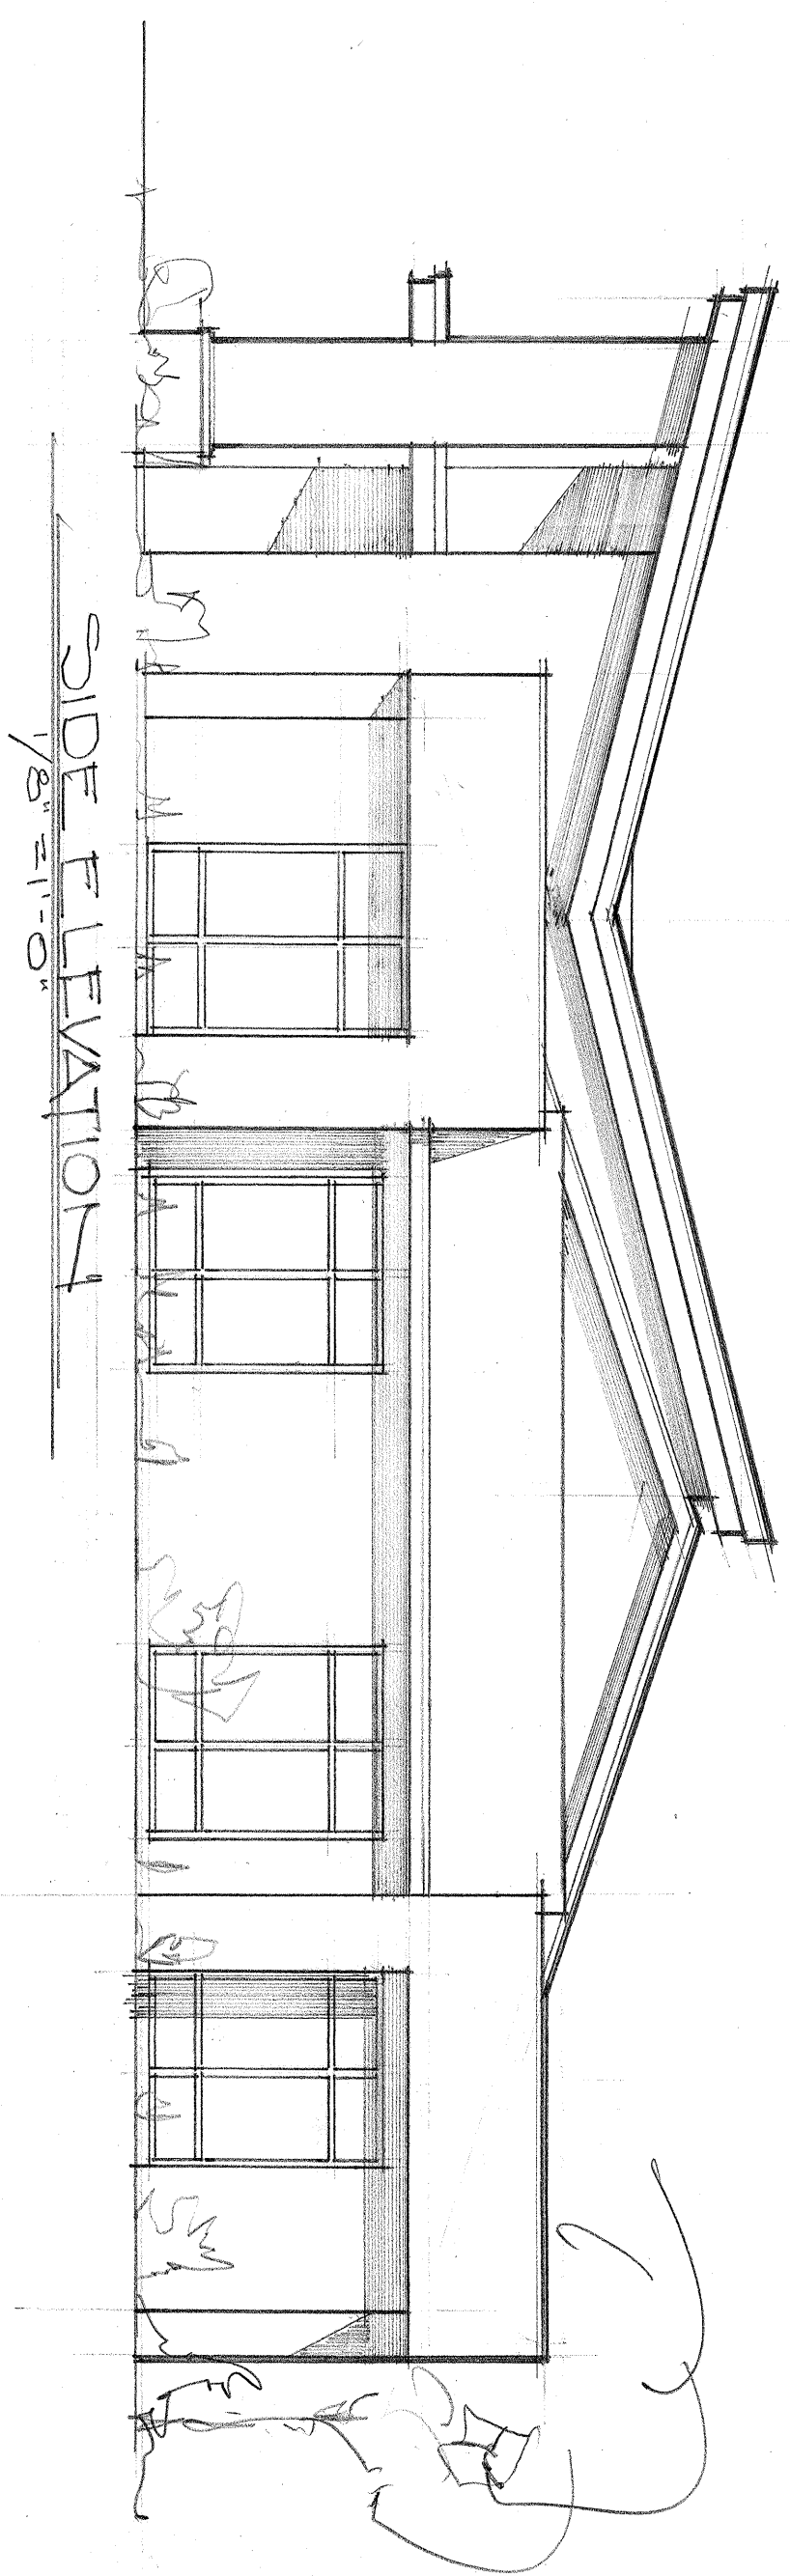 SIDE ELEVATION
1/8" = 1'-0"